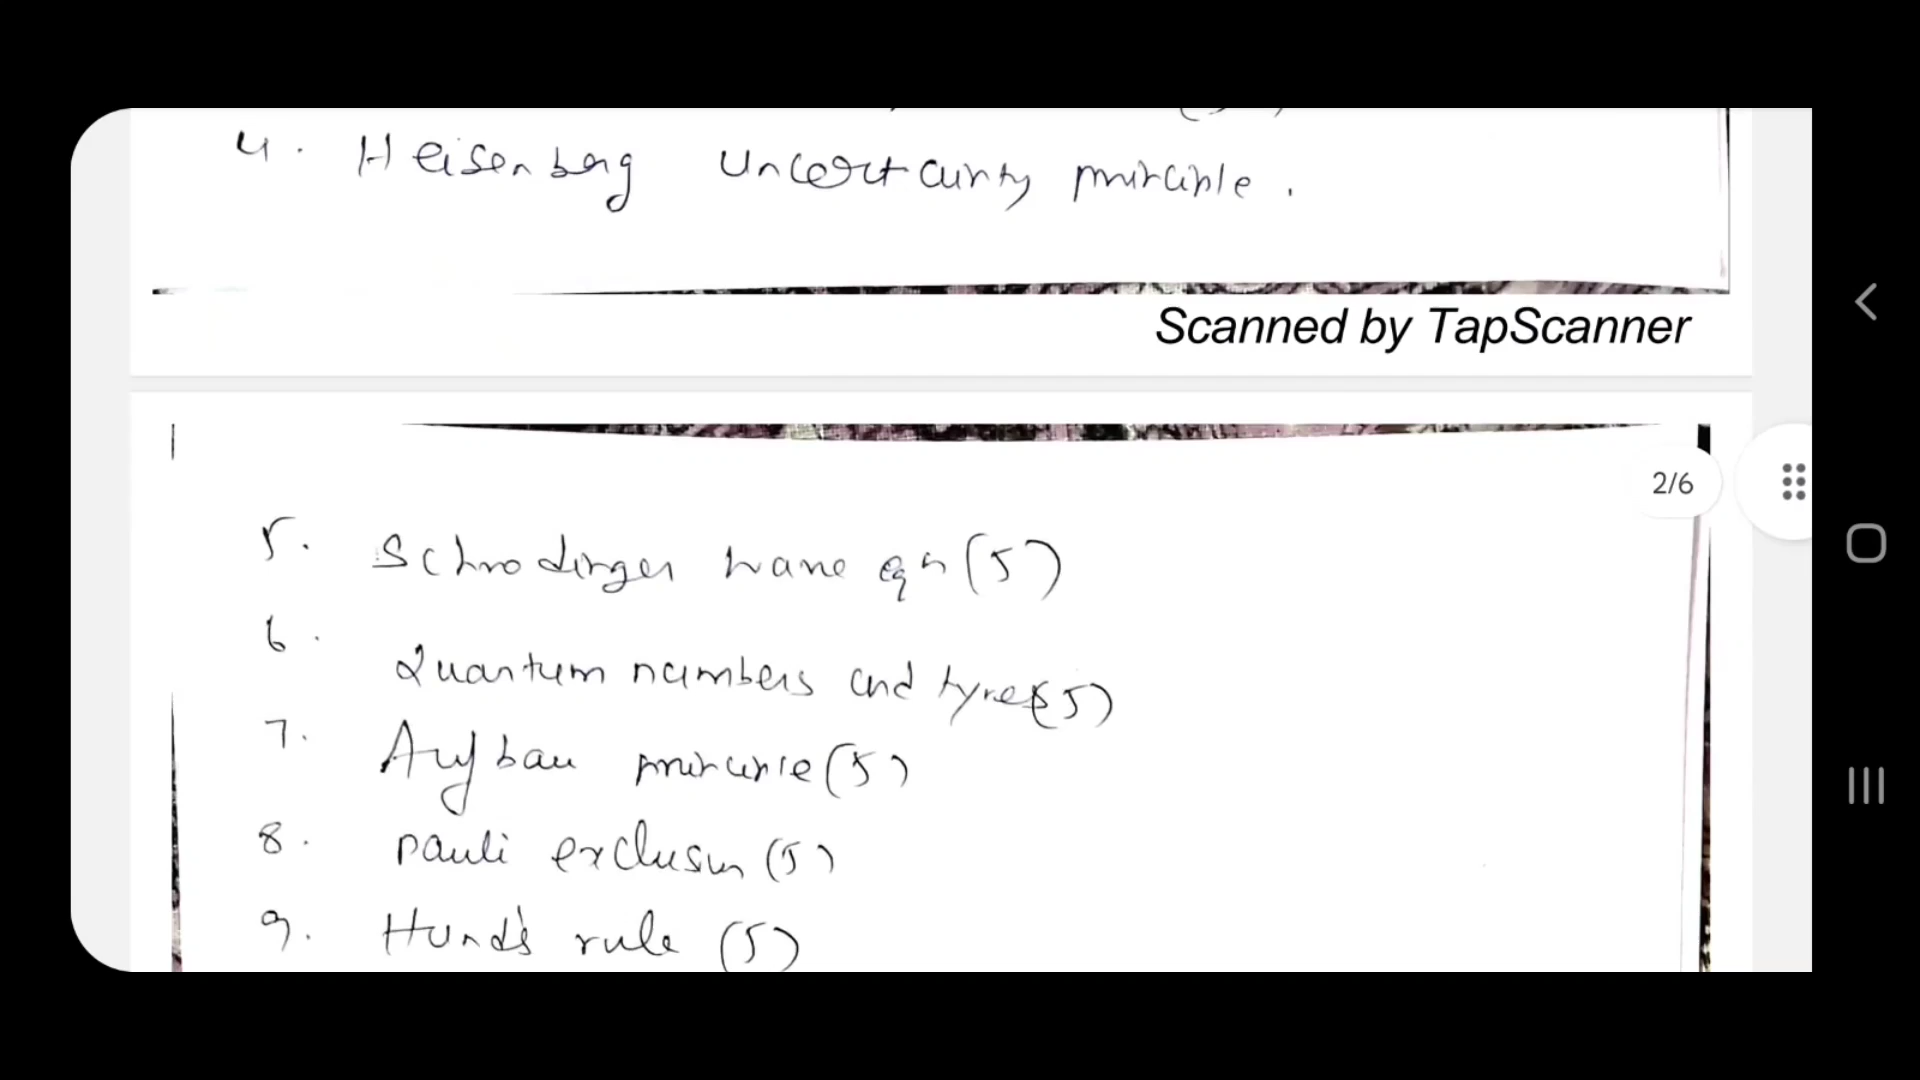 4. Heisenberg Uncertainty principle.
Scanned by TapScanner
2/6
5. Schrodinger wave eqn (5)
6. Quantum numbers and types(5)
7. Aufbau principle (5)
8. pauli exclusion (5)
9. Hund's rule (5)